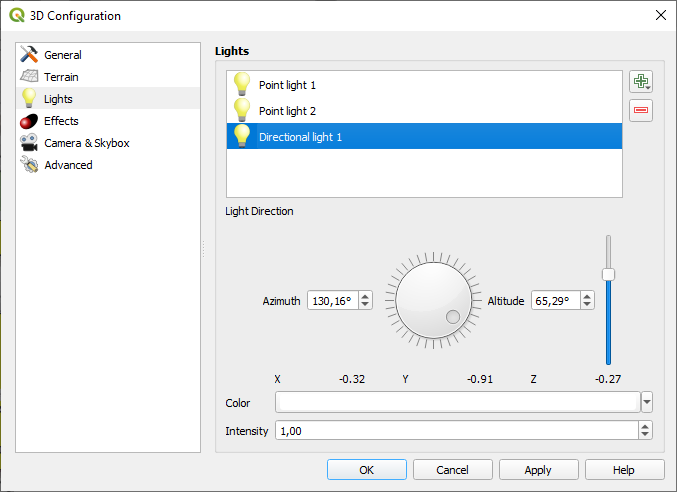 3D Configuration
General
Terrain
Lights
Effects
Camera & Skybox
Advanced
Lights
Point light 1
Point light 2
Directional light 1
Light Direction
Azimuth 130,16° Altitude 65,29°
X -0.32 Y -0.91 Z -0.27
Color
Intensity 1,00
OK Cancel Apply Help